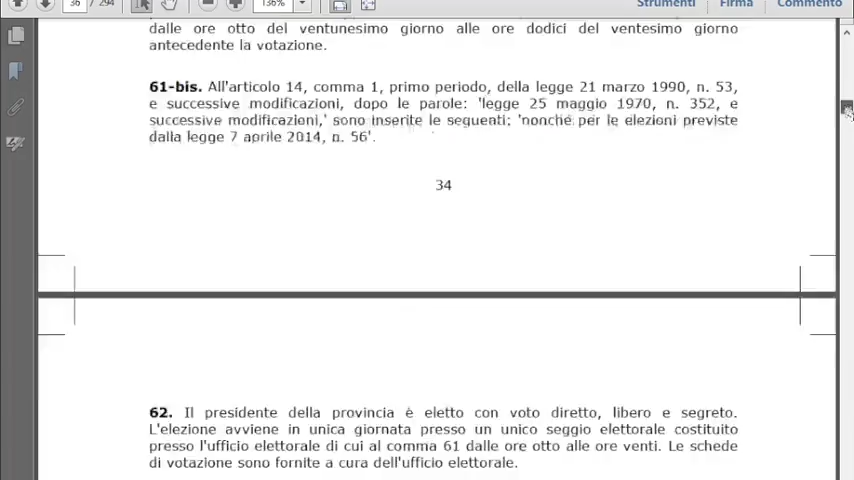 36 / 294
136%
Strumenti
Firma
Commento
dalle ore otto del ventunesimo giorno alle ore dodici del ventesimo giorno
antecedente la votazione.
61-bis. All'articolo 14, comma 1, primo periodo, della legge 21 marzo 1990, n. 53,
e successive modificazioni, dopo le parole: 'legge 25 maggio 1970, n. 352, e
successive modificazioni,' sono inserite le seguenti: 'nonché per le elezioni previste
dalla legge 7 aprile 2014, n. 56'.
34
62. Il presidente della provincia è eletto con voto diretto, libero e segreto.
L'elezione avviene in unica giornata presso un unico seggio elettorale costituito
presso l'ufficio elettorale di cui al comma 61 dalle ore otto alle ore venti. Le schede
di votazione sono fornite a cura dell'ufficio elettorale.